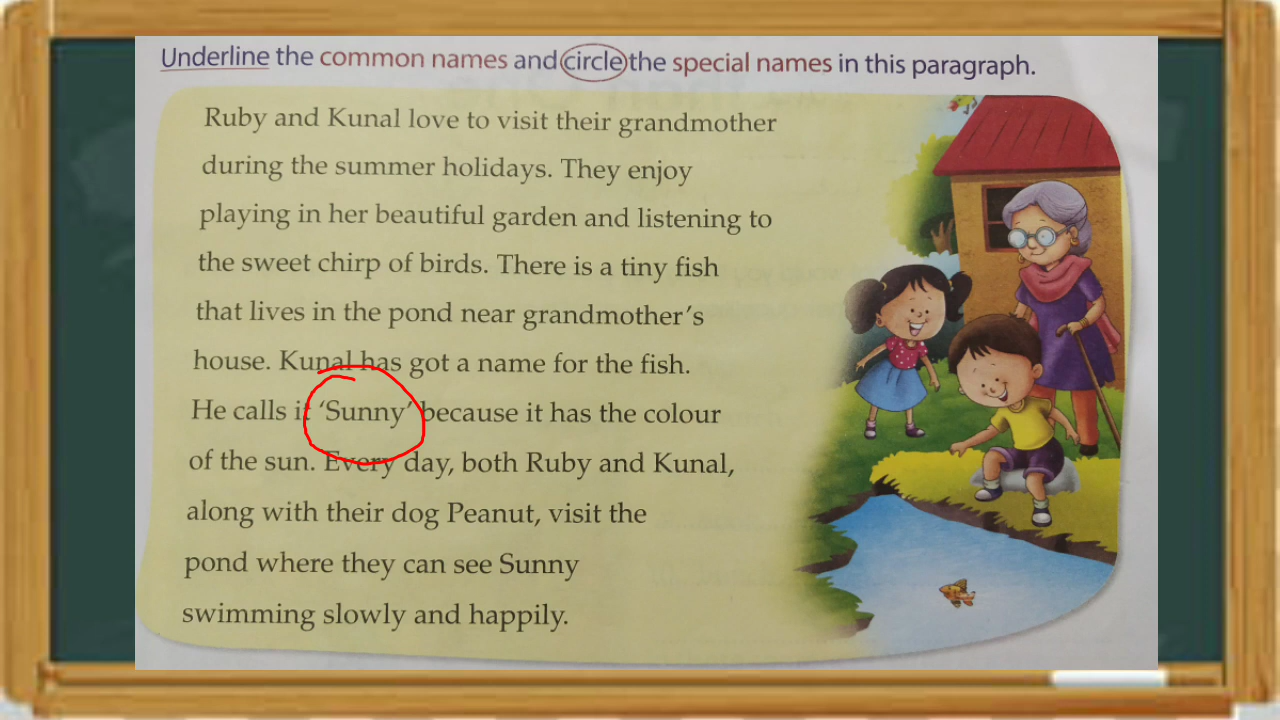 Underline the common names and circle the special names in this paragraph.
Ruby and Kunal love to visit their grandmother
during the summer holidays. They enjoy
playing in her beautiful garden and listening to
the sweet chirp of birds. There is a tiny fish
that lives in the pond near grandmother's
house. Kunal has got a name for the fish.
He calls it 'Sunny' because it has the colour
of the sun. Every day, both Ruby and Kunal,
along with their dog Peanut, visit the
pond where they can see Sunny
swimming slowly and happily.